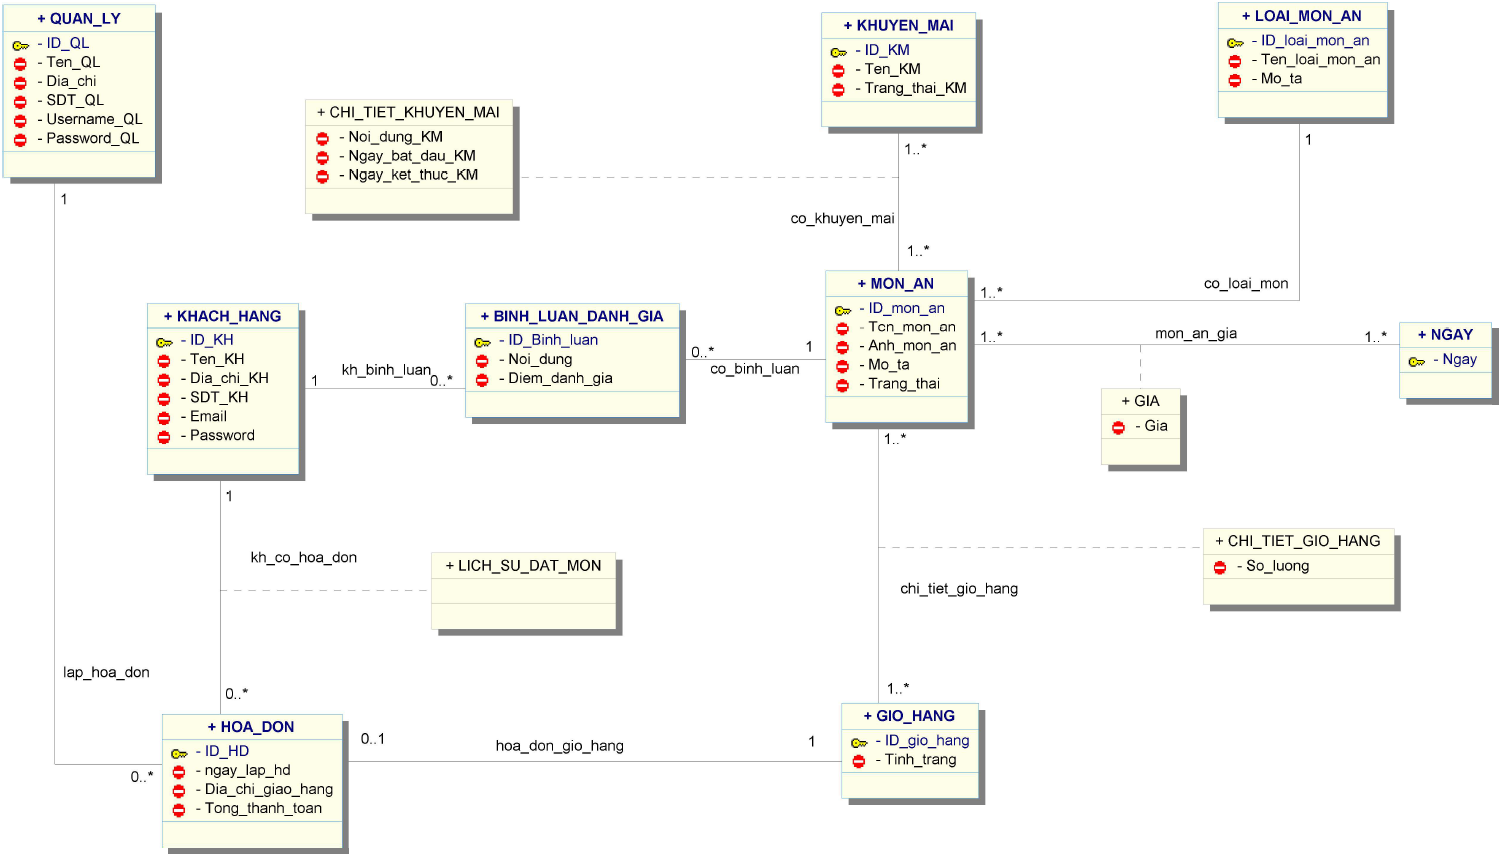 + QUAN_LY
- ID_QL
- Ten_QL
- Dia_chi
- SDT_QL
- Username_QL
- Password_QL
1
+ KHUYEN_MAI
- ID_KM
- Ten_KM
- Trang_thai_KM
1..*
+ LOAI_MON_AN
- ID_loai_mon_an
- Ten_loai_mon_an
- Mo_ta
1
+ CHI_TIET_KHUYEN_MAI
- Noi_dung_KM
- Ngay_bat_dau_KM
- Ngay_ket_thuc_KM
co_khuyen_mai
1..*
+ KHACH_HANG
- ID_KH
- Ten_KH
- Dia_chi_KH
- SDT_KH
- Email
- Password
1
kh_binh_luan
0..*
+ BINH_LUAN_DANH_GIA
- ID_Binh_luan
- Noi_dung
- Diem_danh_gia
0..*
1
co_binh_luan
+ MON_AN
- ID_mon_an
- Tcn_mon_an
- Anh_mon_an
- Mo_ta
- Trang_thai
1..*
co_loai_mon
1..*
mon_an_gia
1..*
+ NGAY
- Ngay
+ GIA
- Gia
1..*
1
kh_co_hoa_don
+ LICH_SU_DAT_MON
+ CHI_TIET_GIO_HANG
- So_luong
chi_tiet_gio_hang
lap_hoa_don
0..*
1..*
0..*
+ HOA_DON
- ID_HD
- ngay_lap_hd
- Dia_chi_giao_hang
- Tong_thanh_toan
0..1
hoa_don_gio_hang
1
+ GIO_HANG
- ID_gio_hang
- Tinh_trang